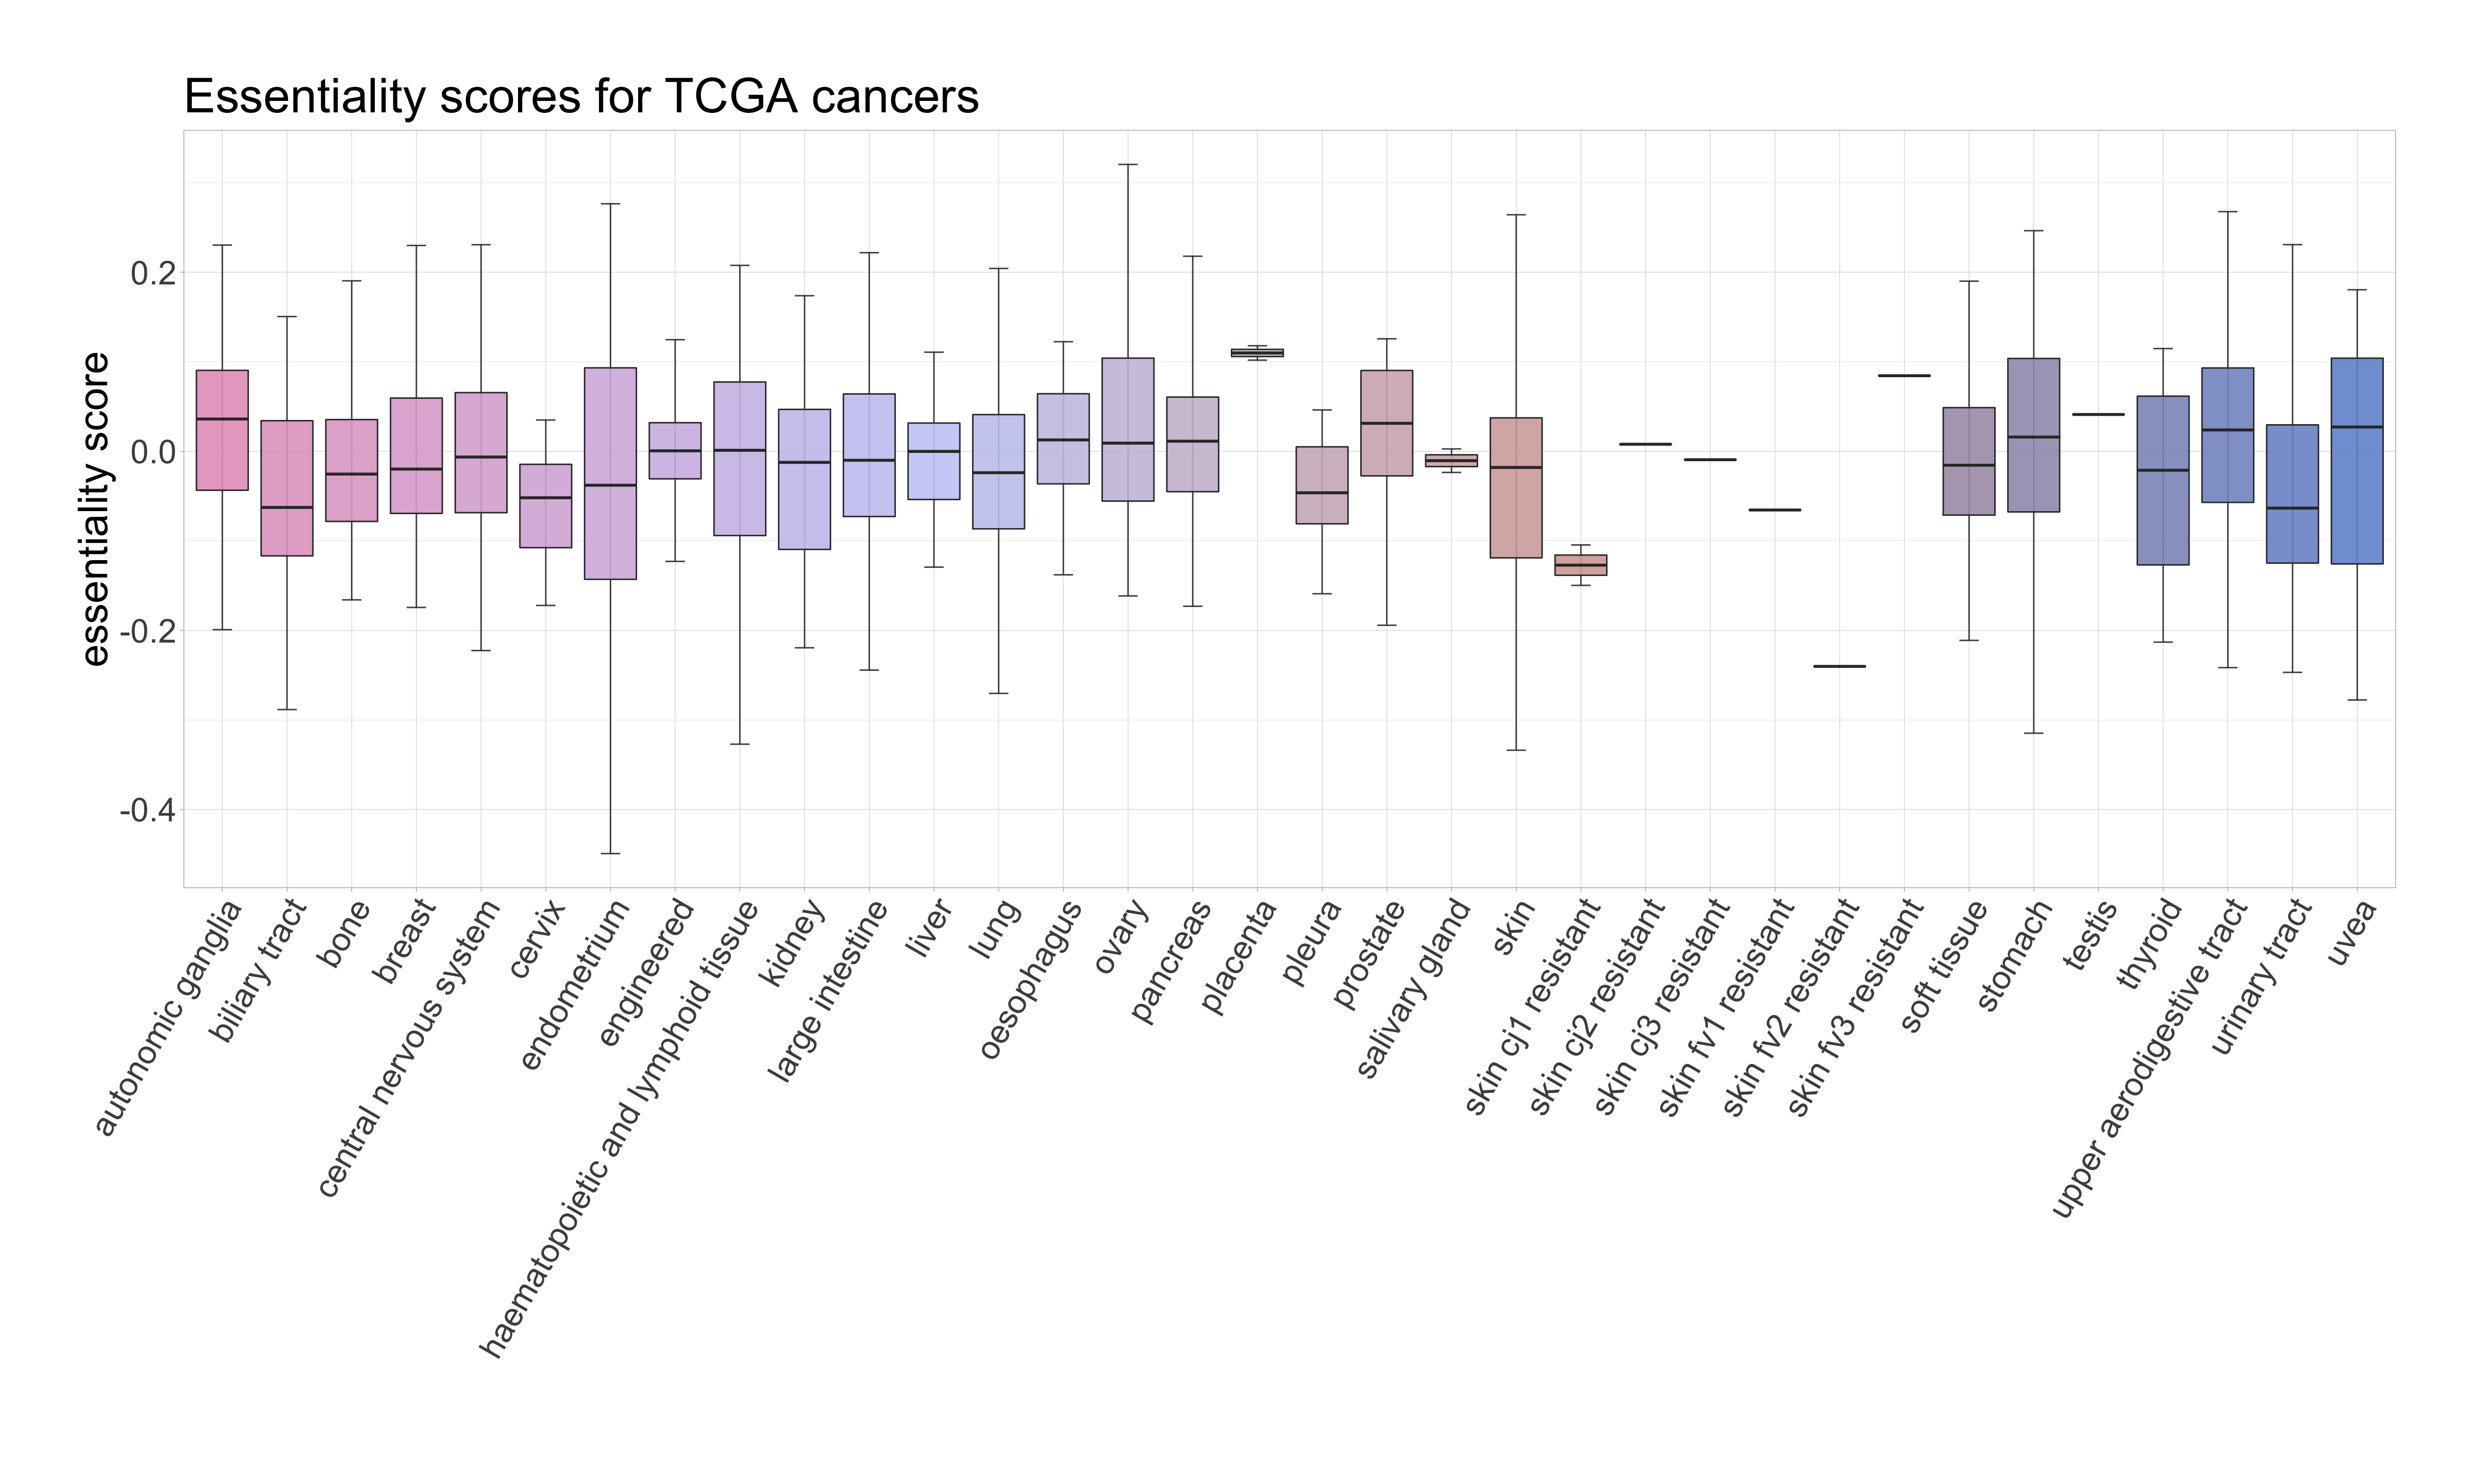 Essentiality scores for TCGA cancers
essentiality score
0.2
0.0
-0.2
-0.4
autonomic ganglia
biliary tract
bone
breast
central nervous system
cervix
endometrium
engineered
haematopoietic and lymphoid tissue
kidney
large intestine
liver
lung
oesophagus
ovary
pancreas
placenta
pleura
prostate
salivary gland
skin
skin cj1 resistant
skin cj2 resistant
skin cj3 resistant
skin fv1 resistant
skin fv2 resistant
skin fv3 resistant
soft tissue
stomach
testis
thyroid
upper aerodigestive tract
urinary tract
uvea